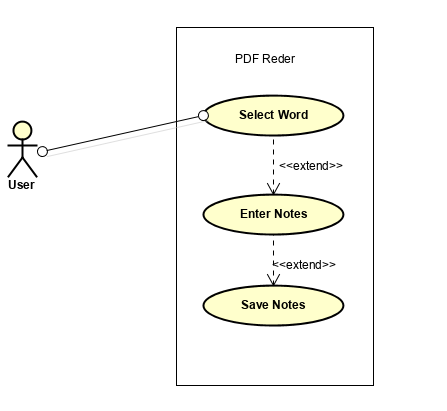 PDF Reder
Select Word
<<extend>>
User
Enter Notes
<<extend>>
Save Notes